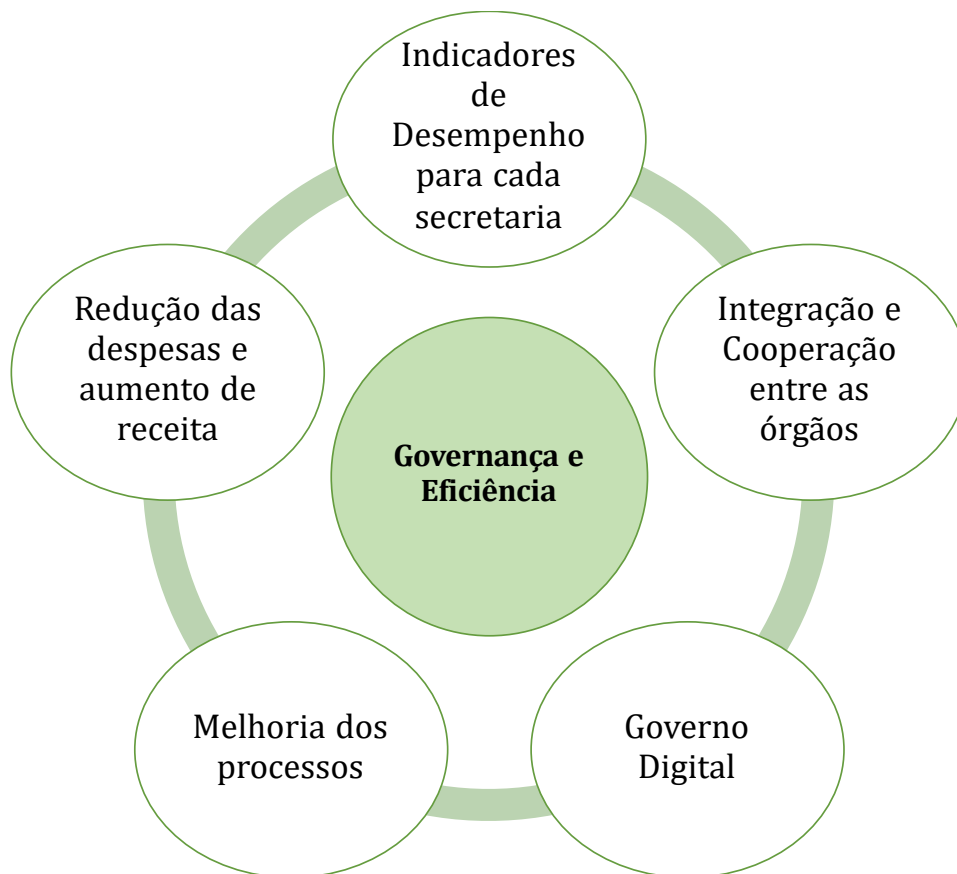 Indicadores
de
Desempenho
para cada
secretaria
Integração e
Cooperação
entre as
órgãos
Governo
Digital
Melhoria dos
processos
Redução das
despesas e
aumento de
receita
Governança e
Eficiência